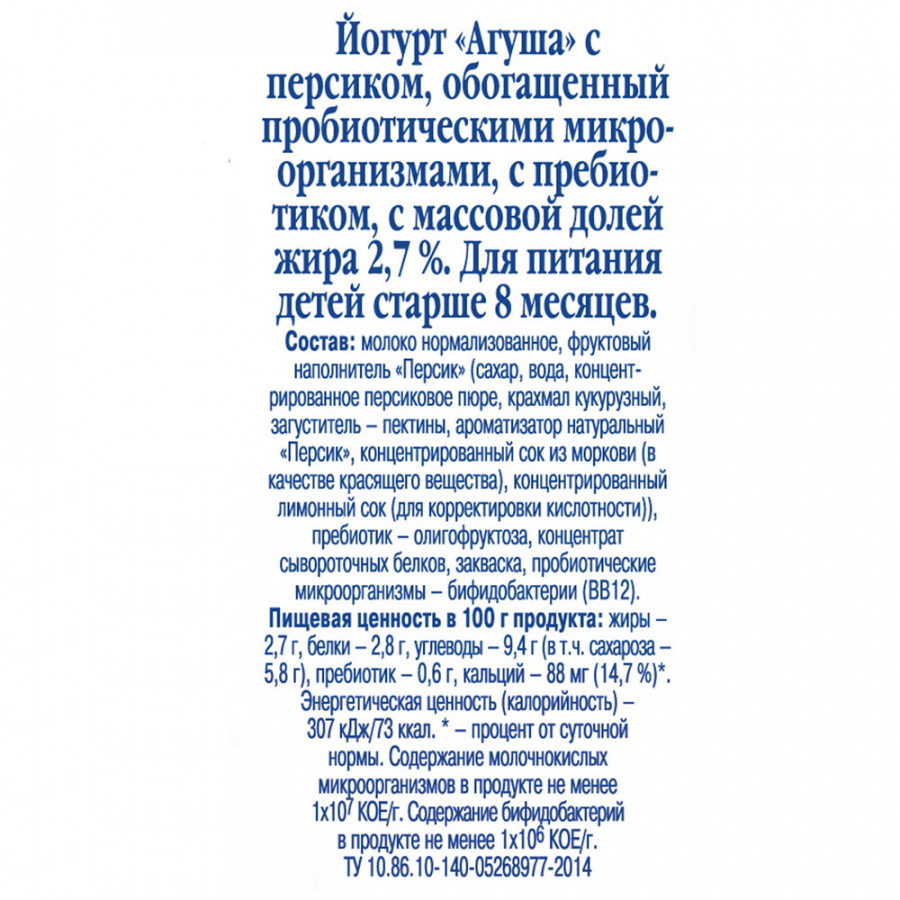 Йогурт «Агуша» с
персиком, обогащенный
пробиотическими микро-
организмами, с пребио-
тиком, с массовой долей
жира 2,7 %. Для питания
детей старше 8 месяцев.
Состав: молоко нормализованное, фруктовый
наполнитель «Персик» (сахар, вода, концент-
рированное персиковое пюре, крахмал кукурузный,
загуститель – пектины, ароматизатор натуральный
«Персик», концентрированный сок из моркови (в
качестве красящего вещества), концентрированный
лимонный сок (для корректировки кислотности)),
пребиотик – олигофруктоза, концентрат
сывороточных белков, закваска, пробиотические
микроорганизмы – бифидобактерии (BB12).
Пищевая ценность в 100 г продукта: жиры –
2,7 г, белки – 2,8 г, углеводы – 9,4 г (в т.ч. сахароза –
5,8 г), пребиотик – 0,6 г, кальций – 88 мг (14,7 %)*.
Энергетическая ценность (калорийность) –
307 кДж/73 ккал. * – процент от суточной
нормы. Содержание молочнокислых
микроорганизмов в продукте не менее
1x10⁷ КОЕ/г. Содержание бифидобактерий
в продукте не менее 1x10⁶ КОЕ/г.
ТУ 10.86.10-140-05268977-2014